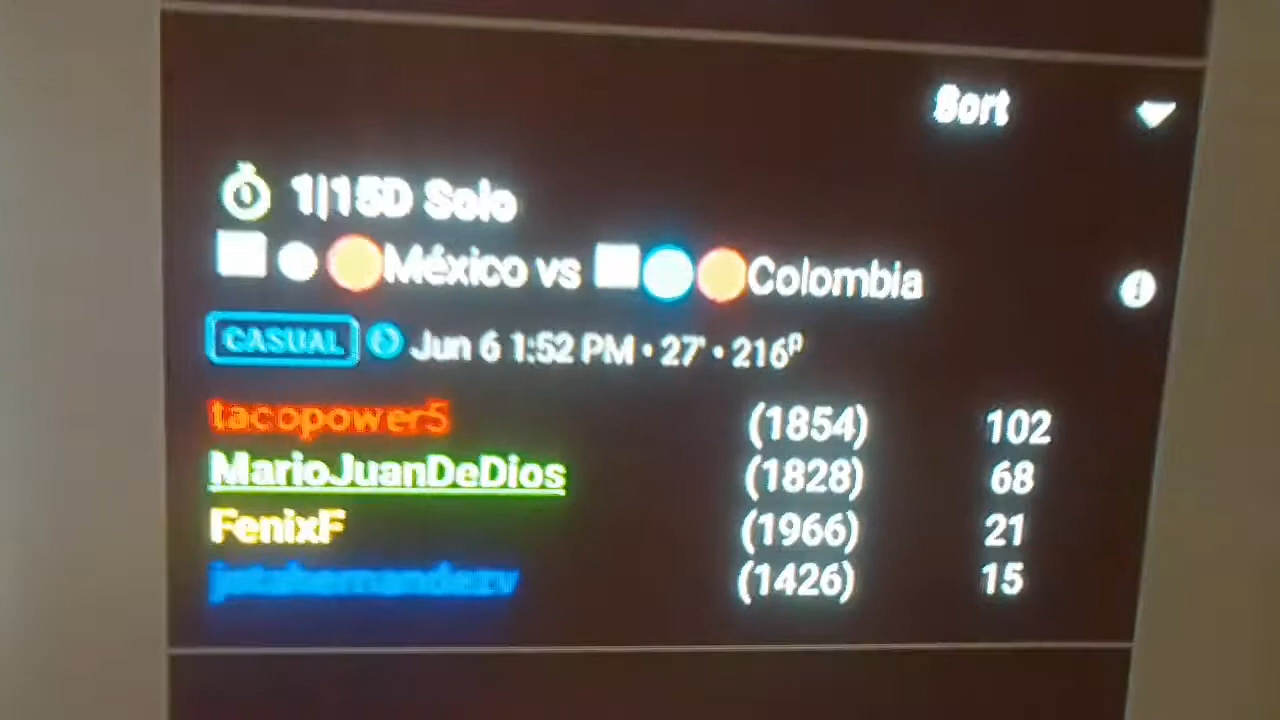 Sort
1|15D Solo
México vs Colombia
CASUAL Jun 6 1:52 PM • 27' • 216ᵖ
tacopower5 (1854) 102
MarioJuanDeDios (1828) 68
FenixF (1966) 21
(1426) 15